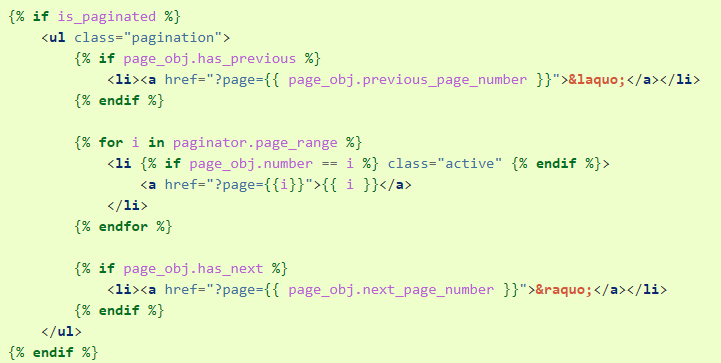 {% if is_paginated %}
    <ul class="pagination">
        {% if page_obj.has_previous %}
            <li><a href="?page={{ page_obj.previous_page_number }}">&laquo;</a></li>
        {% endif %}

        {% for i in paginator.page_range %}
            <li {% if page_obj.number == i %} class="active" {% endif %}>
                <a href="?page={{i}}">{{ i }}</a>
            </li>
        {% endfor %}

        {% if page_obj.has_next %}
            <li><a href="?page={{ page_obj.next_page_number }}">&raquo;</a></li>
        {% endif %}
    </ul>
{% endif %}